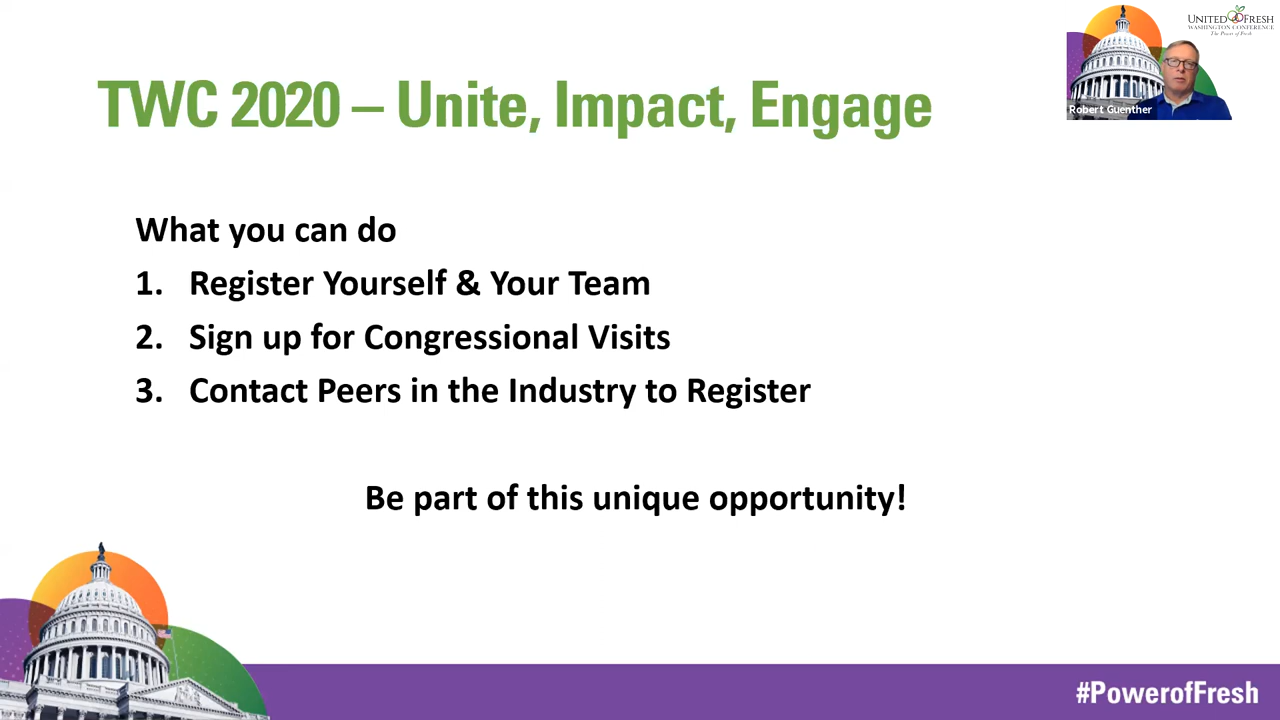 UNITED FRESH
WASHINGTON CONFERENCE
The Power of Fresh
Robert Guenther
TWC 2020 – Unite, Impact, Engage
What you can do
1. Register Yourself & Your Team
2. Sign up for Congressional Visits
3. Contact Peers in the Industry to Register
Be part of this unique opportunity!
#PowerofFresh